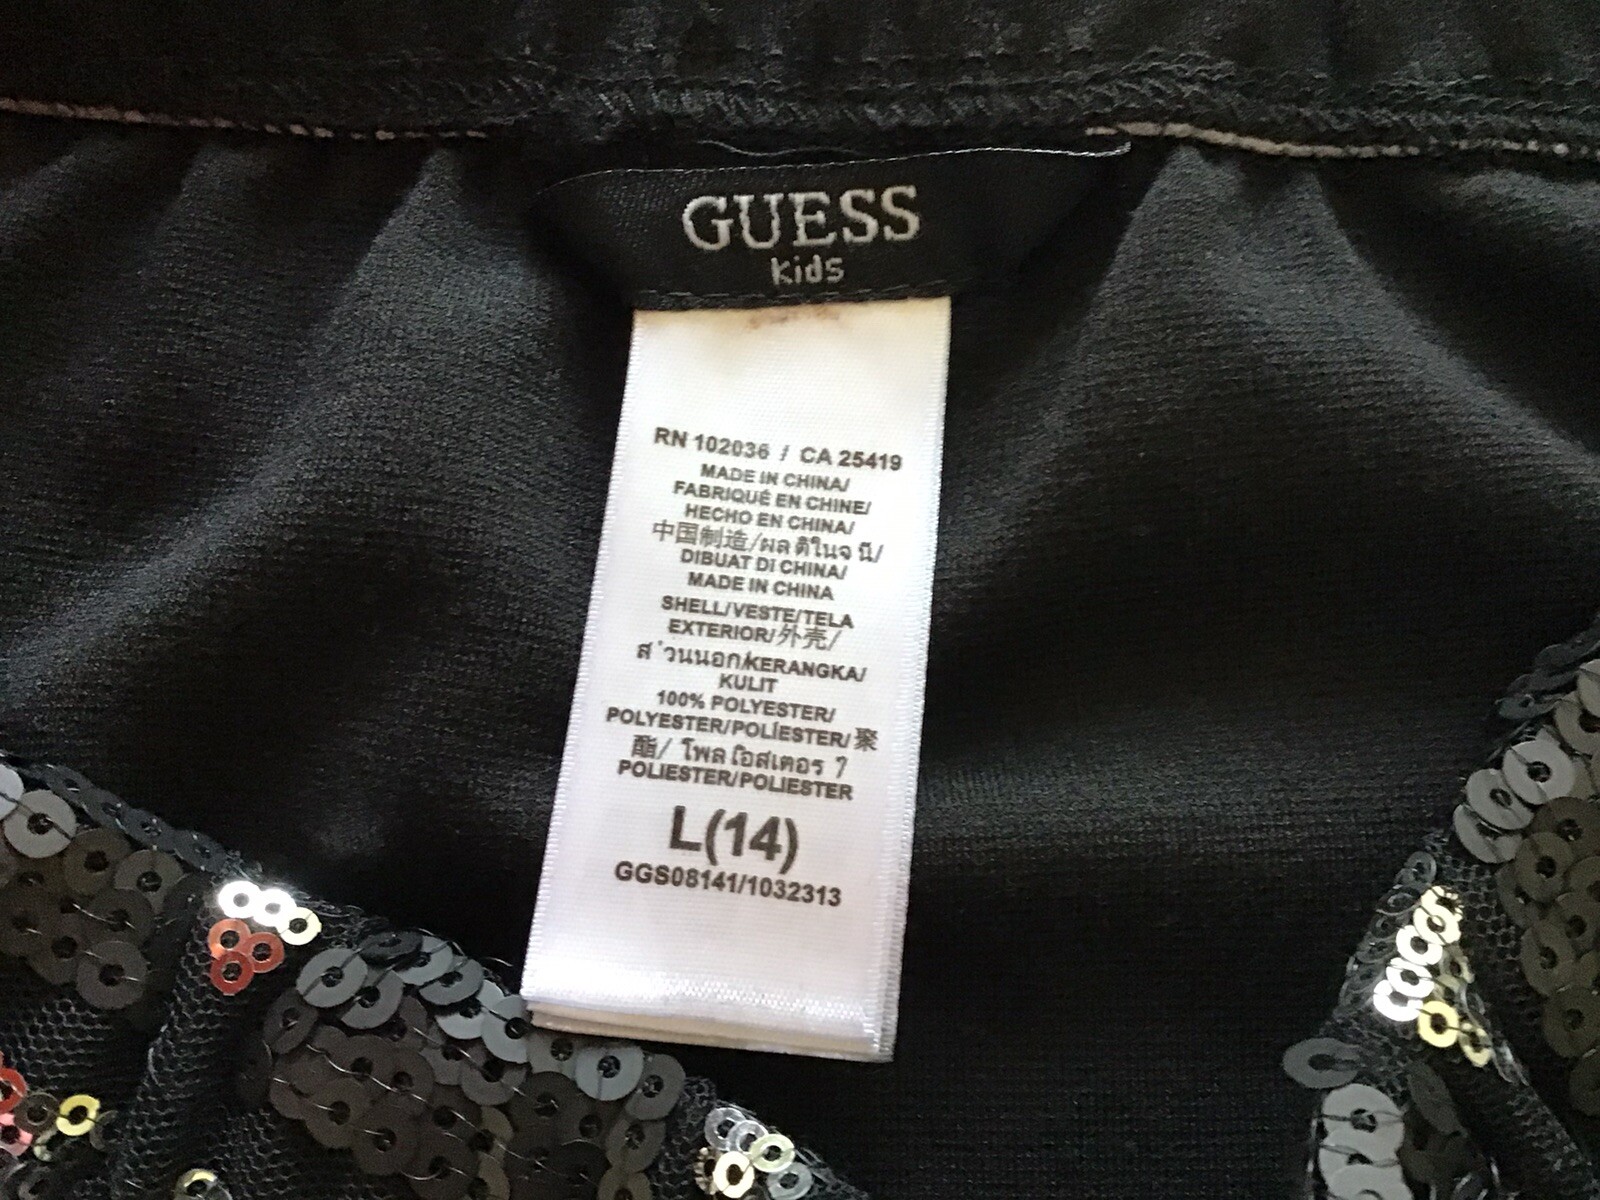 GUESS
kids
RN 102036 / CA 25419
MADE IN CHINA/
FABRIQUÉ EN CHINE/
HECHO EN CHINA/
中国制造/ผลิตในจีน/
DIBUAT DI CHINA/
MADE IN CHINA
SHELL/VESTE/TELA
EXTERIOR/外壳/
ส่วนนอก/KERANGKA/
KULIT
100% POLYESTER/
POLYESTER/POLÍESTER/聚
酯/ โพลีเอสเตอร์ /
POLIESTER/POLIESTER
L(14)
GGS08141/1032313